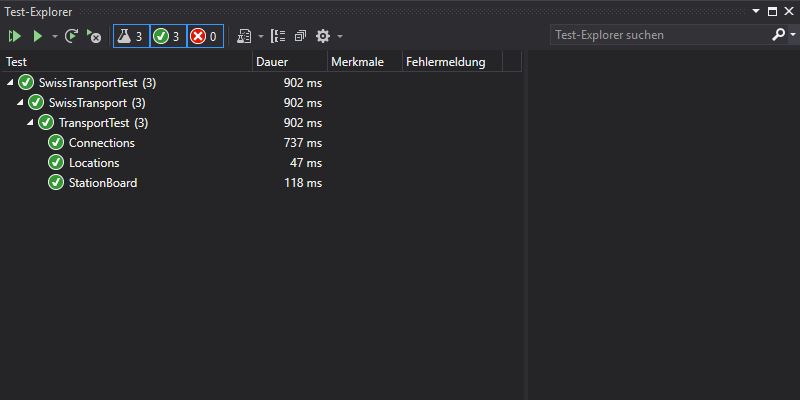 Test-Explorer
3 3 0 Test-Explorer suchen
Test Dauer Merkmale Fehlermeldung
SwissTransportTest (3) 902 ms
SwissTransport (3) 902 ms
TransportTest (3) 902 ms
Connections 737 ms
Locations 47 ms
StationBoard 118 ms